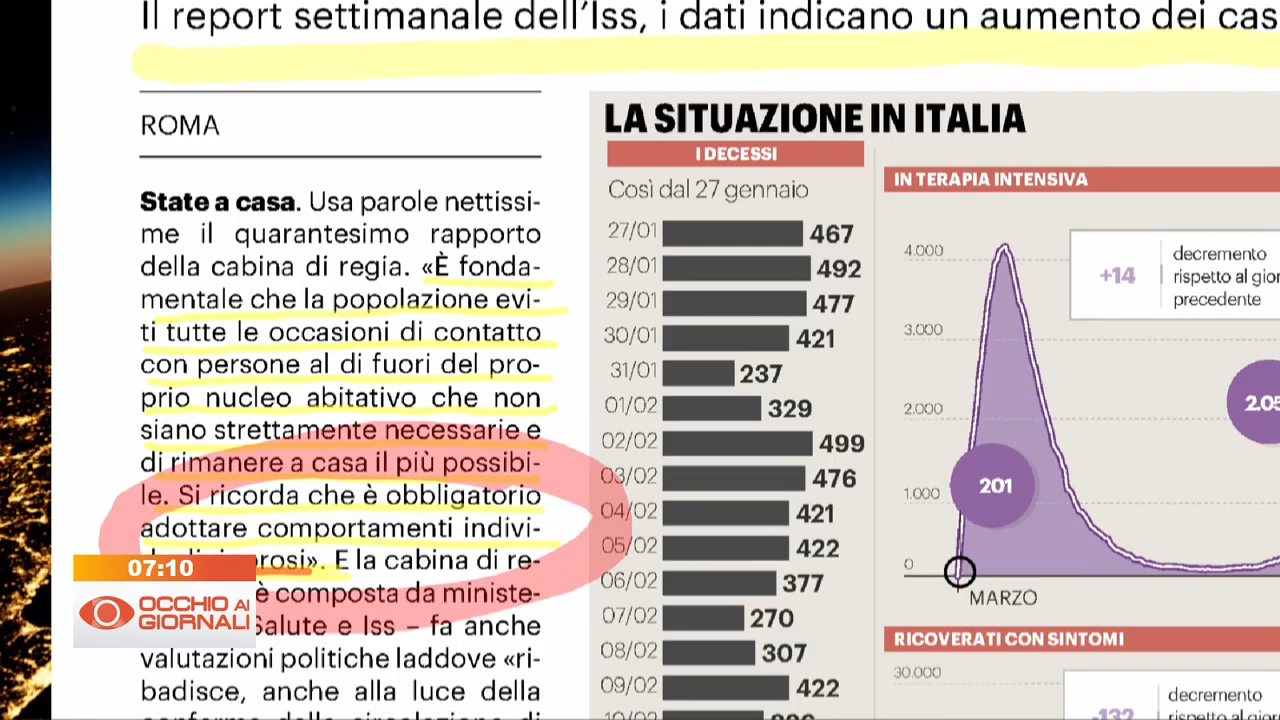 Il report settimanale dell'Iss, i dati indicano un aumento dei cas
ROMA
State a casa. Usa parole nettissi-
me il quarantesimo rapporto
della cabina di regia. «È fonda-
mentale che la popolazione evi-
ti tutte le occasioni di contatto
con persone al di fuori del pro-
prio nucleo abitativo che non
siano strettamente necessarie e
di rimanere a casa il più possibi-
le. Si ricorda che è obbligatorio
adottare comportamenti indivi-
rosi». E la cabina di re-
è composta da ministe-
Salute e Iss – fa anche
valutazioni politiche laddove «ri-
badisce, anche alla luce della
07:10
OCCHIO AI
GIORNALI
LA SITUAZIONE IN ITALIA
I DECESSI
Così dal 27 gennaio
27/01 467
28/01 492
29/01 477
30/01 421
31/01 237
01/02 329
02/02 499
03/02 476
04/02 421
05/02 422
06/02 377
07/02 270
08/02 307
09/02 422
10/02
IN TERAPIA INTENSIVA
4.000
3.000
2.000
1.000
0
+14
decremento
rispetto al gior
precedente
2.05
201
MARZO
RICOVERATI CON SINTOMI
30.000
-132
decremento
rispetto al gior